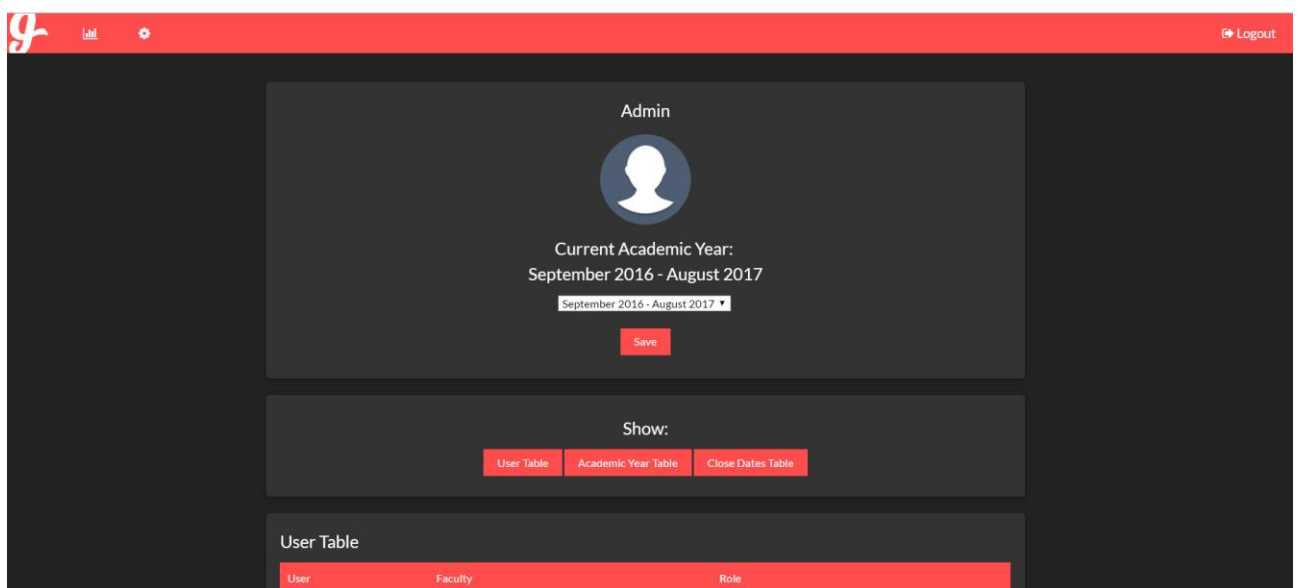 g
Logout
Admin
Current Academic Year:
September 2016 - August 2017
September 2016 - August 2017
Save
Show:
User Table Academic Year Table Close Dates Table
User Table
User Faculty Role